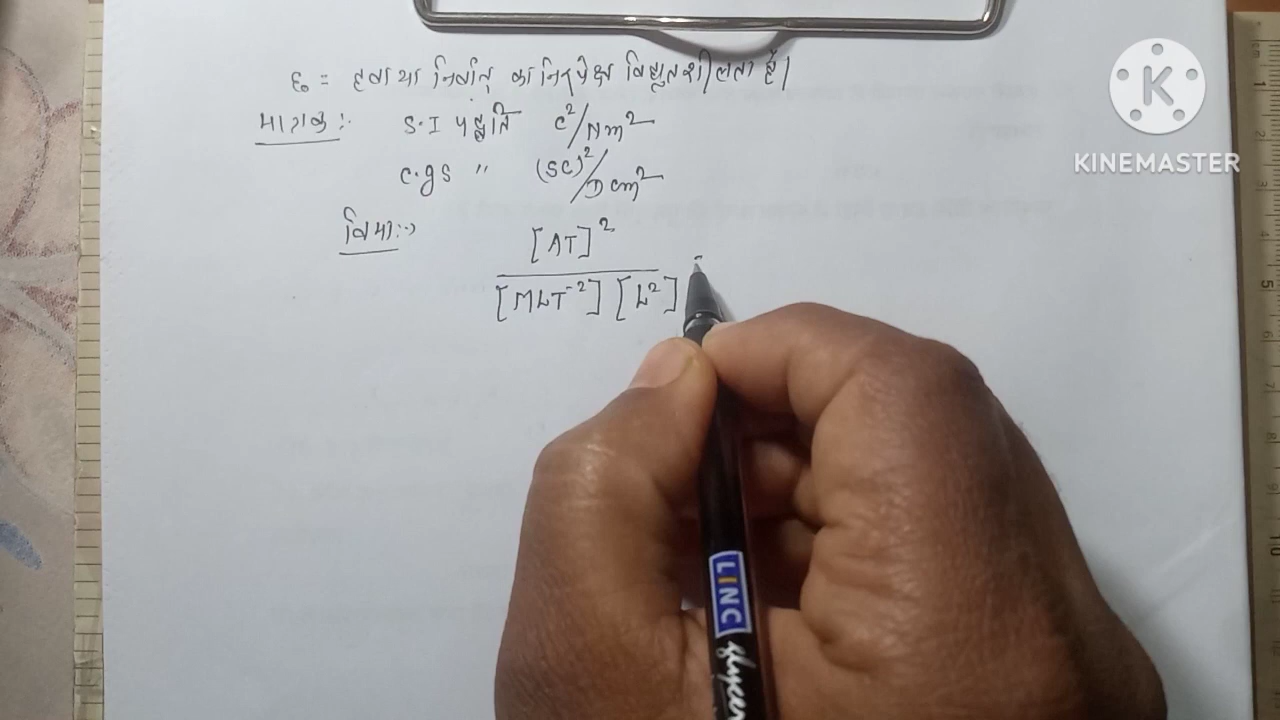 ε₀ = हवा या निर्वात् का निरपेक्ष विद्युतशीलता है।
K
KINEMASTER
मात्रक :- S.I पद्धति C²/Nm²
C.g.s " (SC)²/D cm²
विमा :- [AT]²
[MLT⁻²] [L²]
LINC